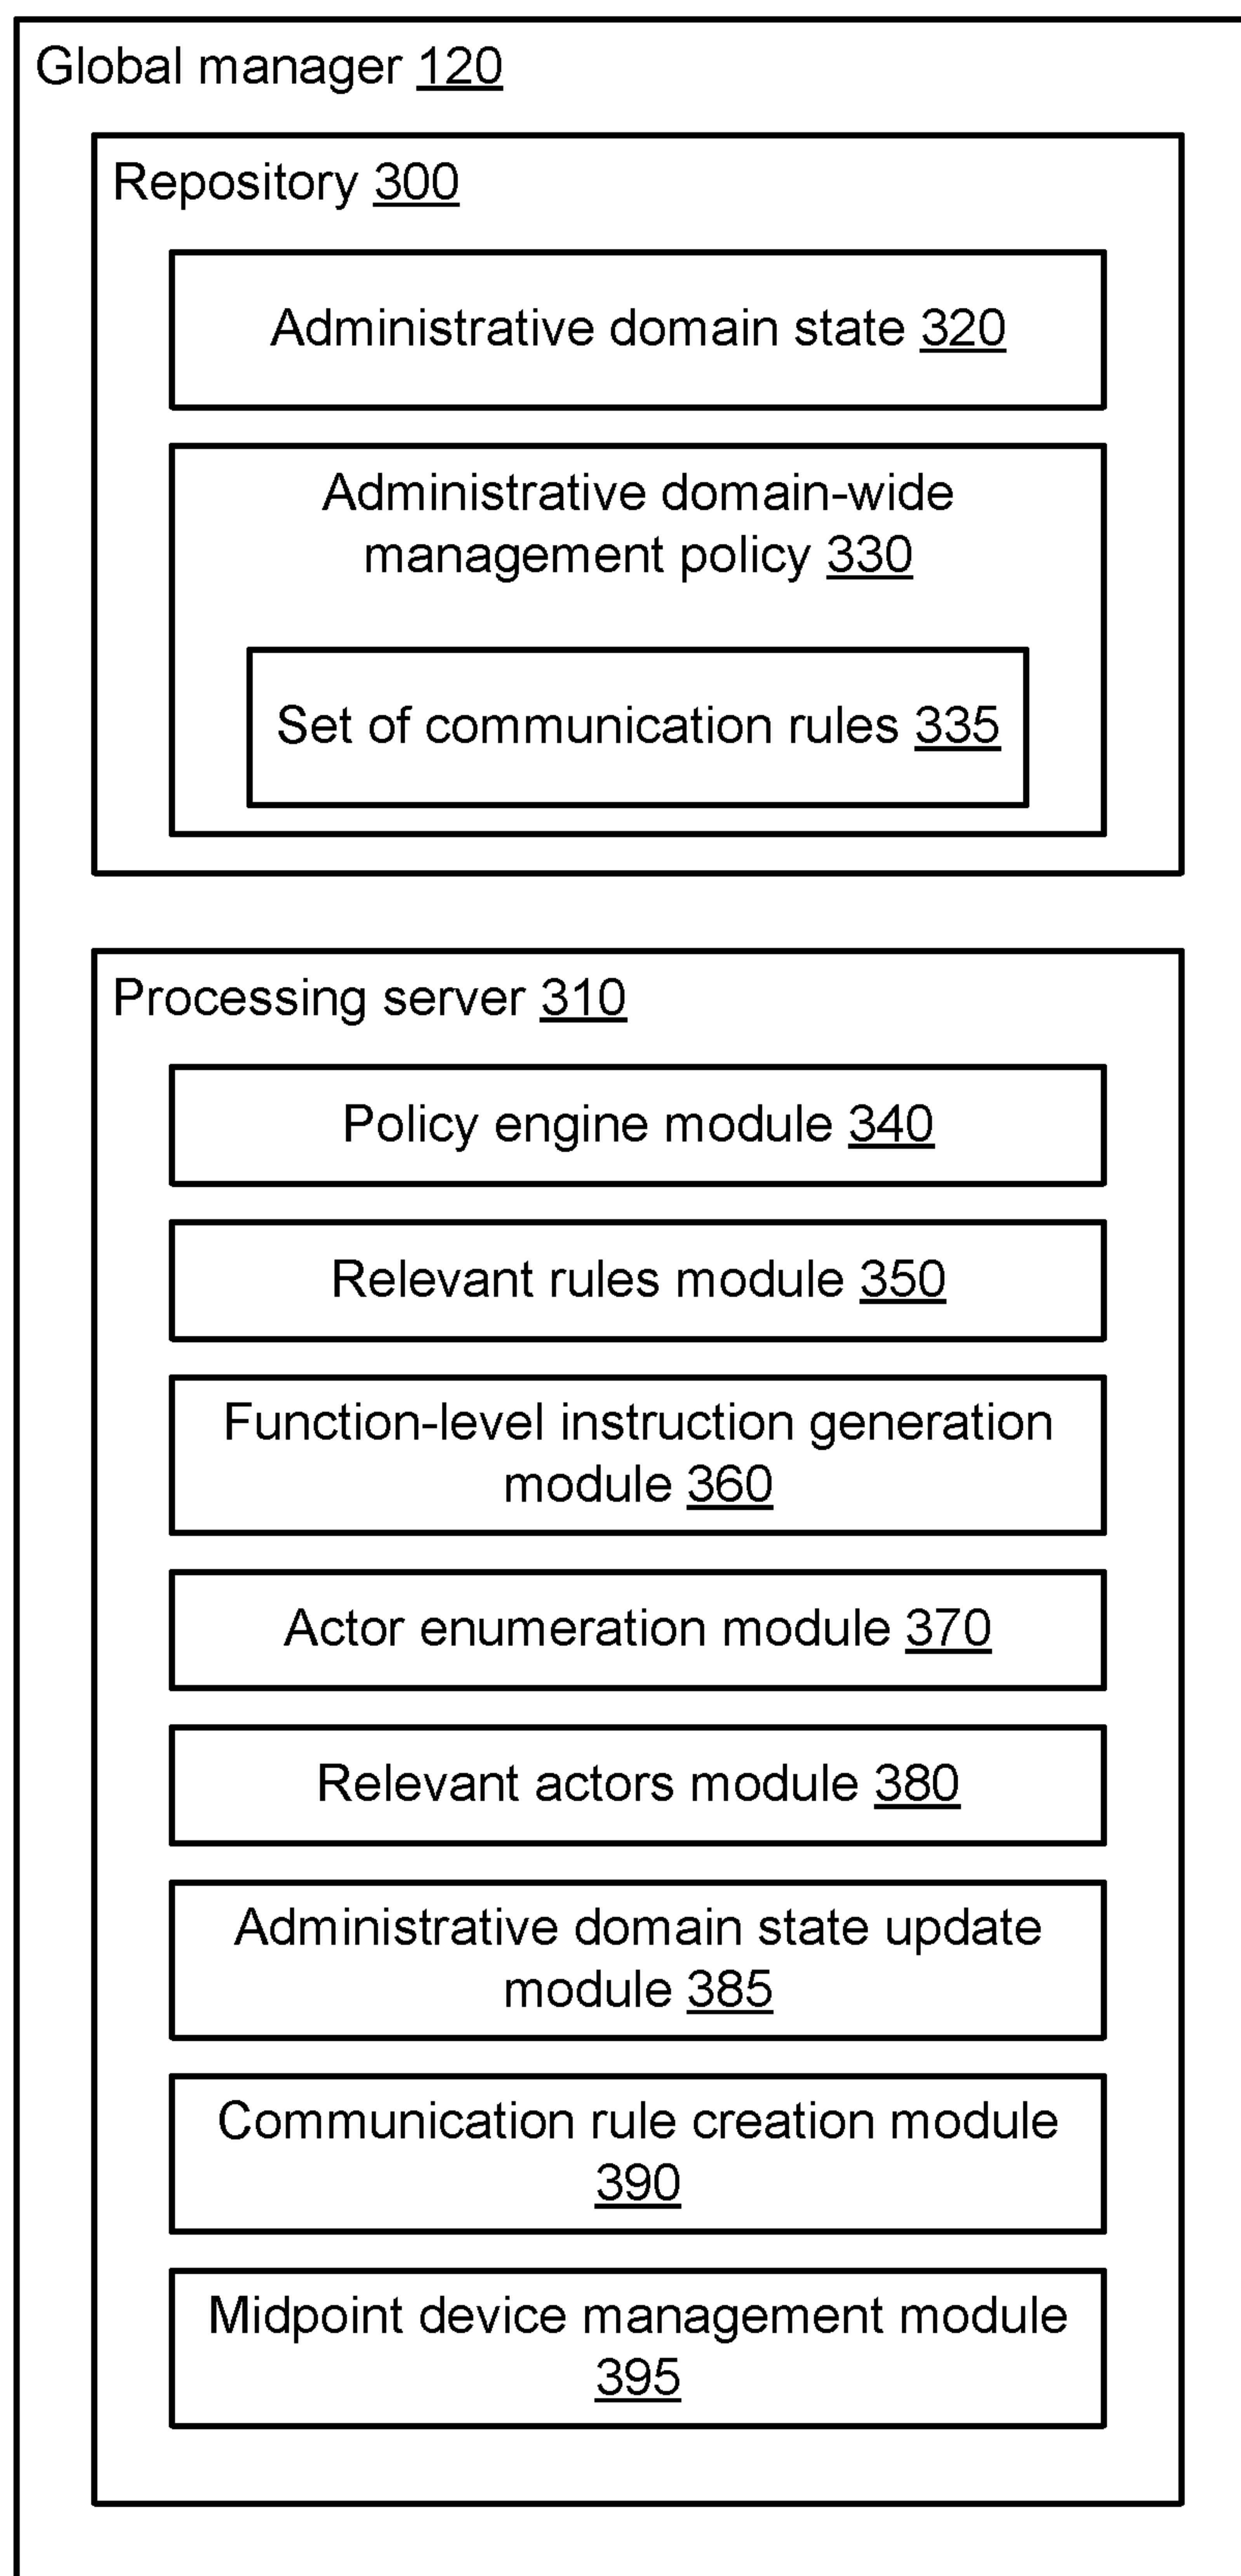 Global manager 120
Repository 300
Administrative domain state 320
Administrative domain-wide
management policy 330
Set of communication rules 335
Processing server 310
Policy engine module 340
Relevant rules module 350
Function-level instruction generation
module 360
Actor enumeration module 370
Relevant actors module 380
Administrative domain state update
module 385
Communication rule creation module
390
Midpoint device management module
395